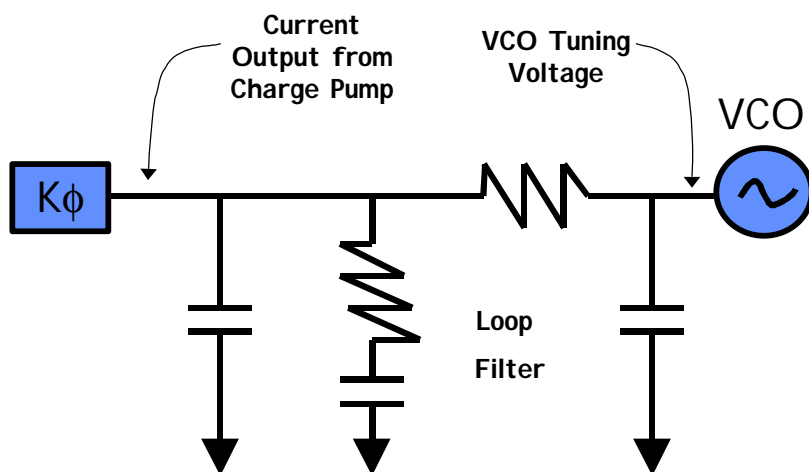 Current
Output from
Charge Pump
VCO Tuning
Voltage
VCO
Kϕ
Loop
Filter